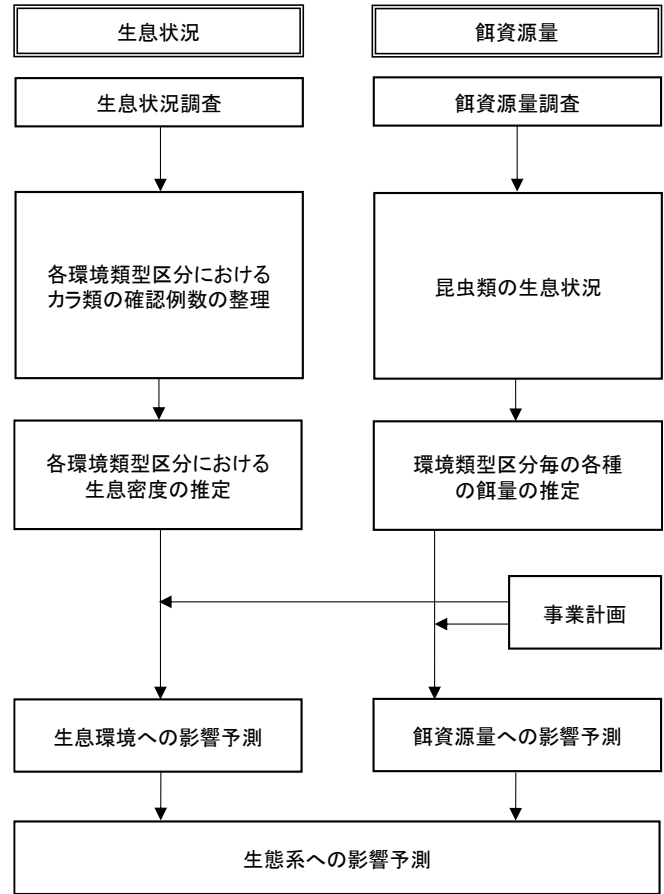 生息状況
餌資源量
生息状況調査
餌資源量調査
各環境類型区分における
カラ類の確認例数の整理
昆虫類の生息状況
各環境類型区分における
生息密度の推定
環境類型区分毎の各種
の餌量の推定
事業計画
生息環境への影響予測
餌資源量への影響予測
生態系への影響予測